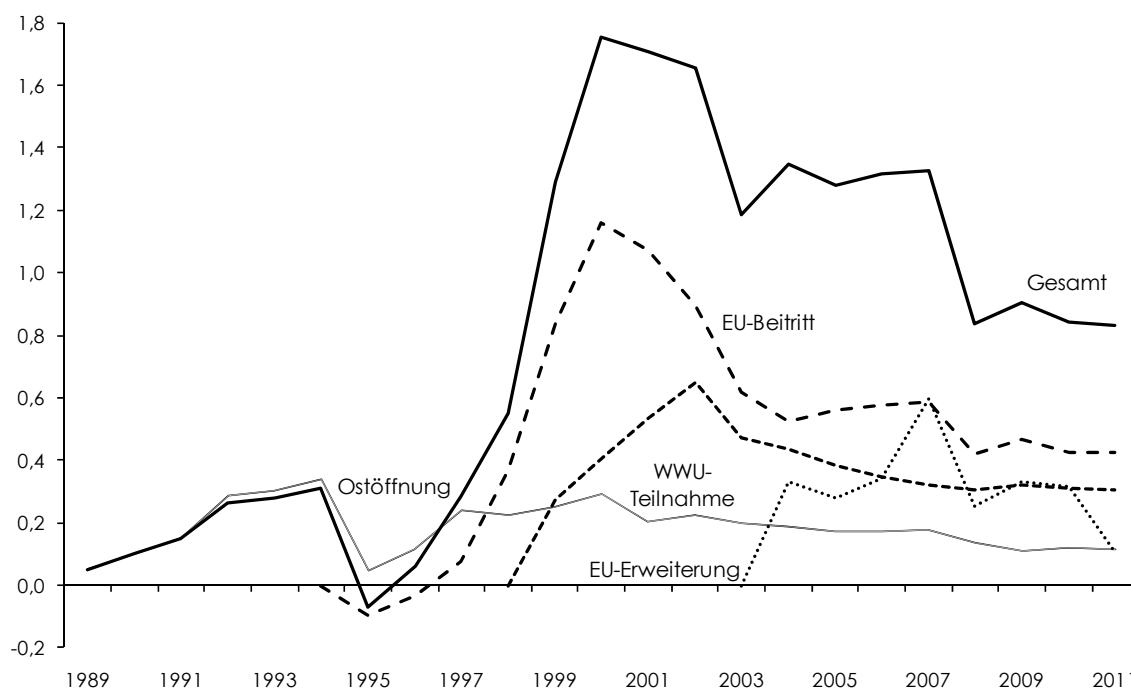 1,8
1,6
1,4
1,2
1,0
0,8
0,6
0,4
0,2
0,0
-0,2
Gesamt
EU-Beitritt
Ostöffnung
WWU-
Teilnahme
EU-Erweiterung
1989 1991 1993 1995 1997 1999 2001 2003 2005 2007 2009 2011